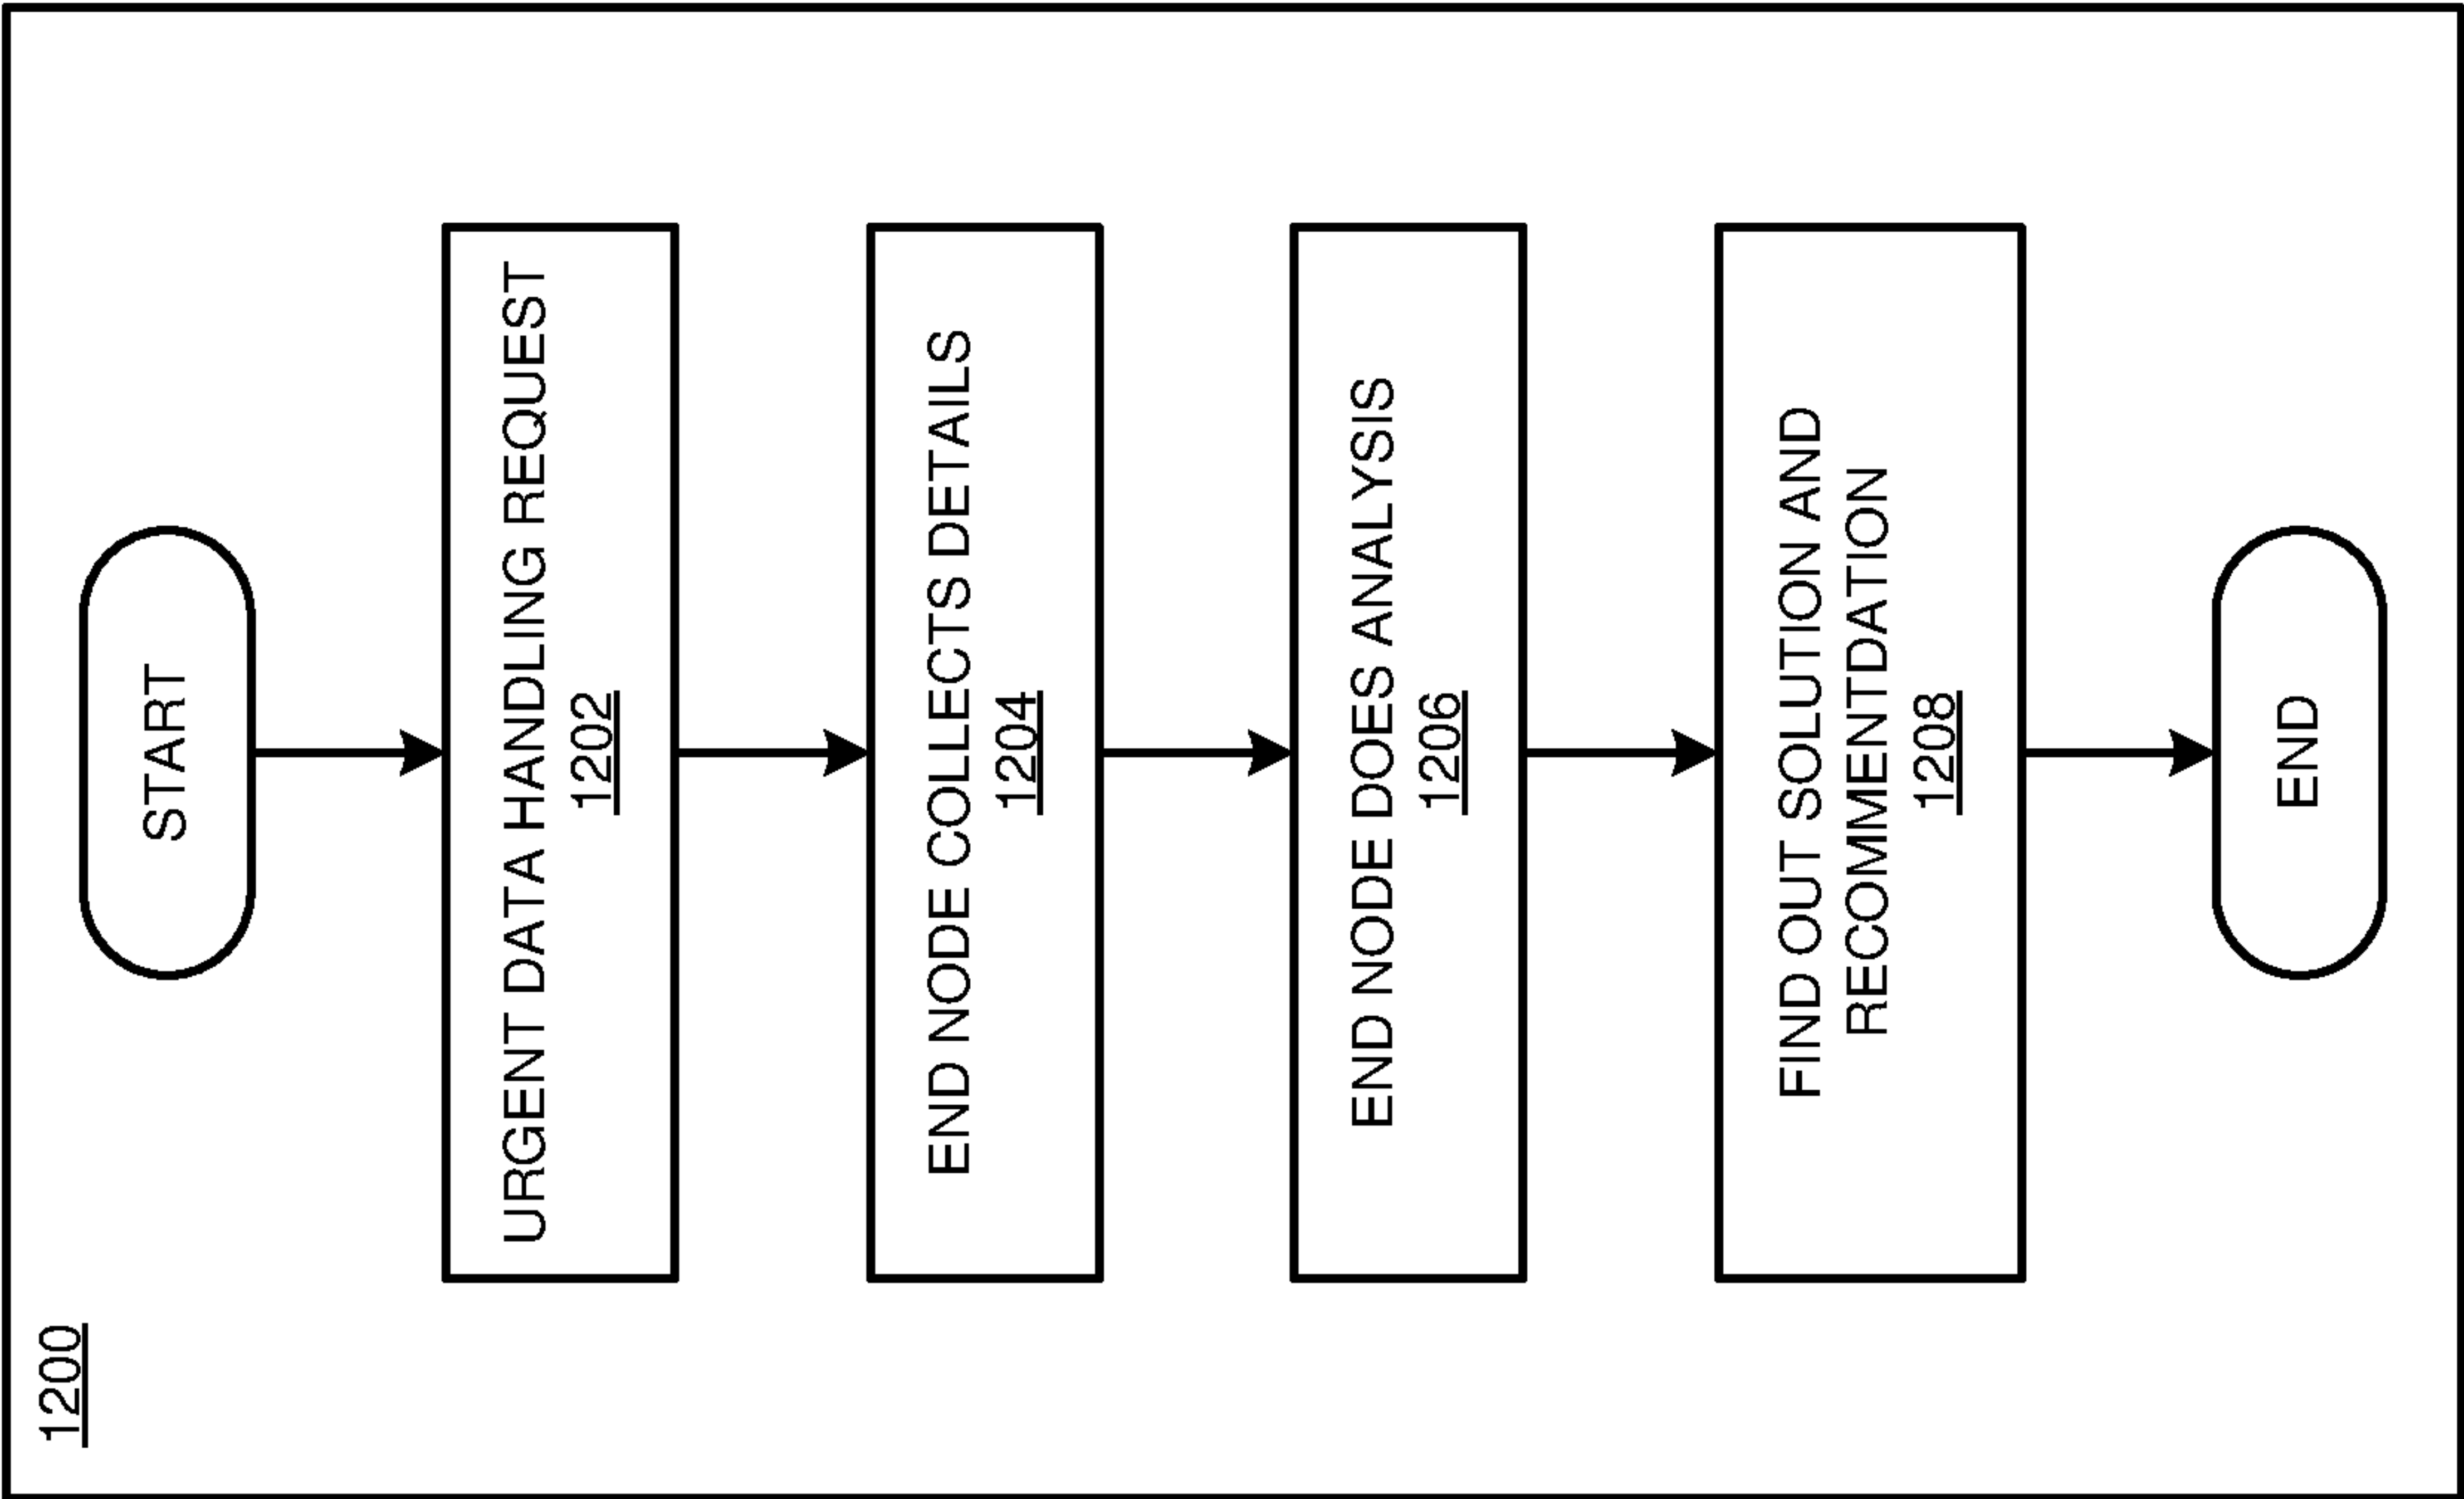 1200
START
URGENT DATA HANDLING REQUEST
1202
END NODE COLLECTS DETAILS
1204
END NODE DOES ANALYSIS
1206
FIND OUT SOLUTION AND
RECOMMENTDATION
1208
END